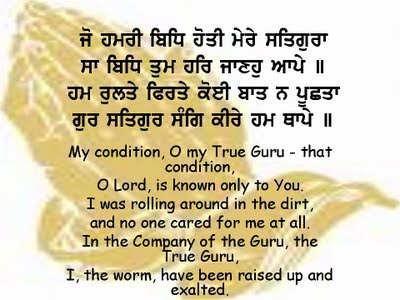 ਜੋ ਹਮਰੀ ਬਿਧਿ ਹੋਤੀ ਮੇਰੇ ਸਤਿਗੁਰਾ
ਸਾ ਬਿਧਿ ਤੁਮ ਹਰਿ ਜਾਣਹੁ ਆਪੇ ॥
ਹਮ ਰੁਲਤੇ ਫਿਰਤੇ ਕੋਈ ਬਾਤ ਨ ਪੂਛਤਾ
ਗੁਰ ਸਤਿਗੁਰ ਸੰਗਿ ਕੀਰੇ ਹਮ ਥਾਪੇ ॥
My condition, O my True Guru - that
condition,
O Lord, is known only to You.
I was rolling around in the dirt,
and no one cared for me at all.
In the Company of the Guru, the
True Guru,
I, the worm, have been raised up and
exalted.